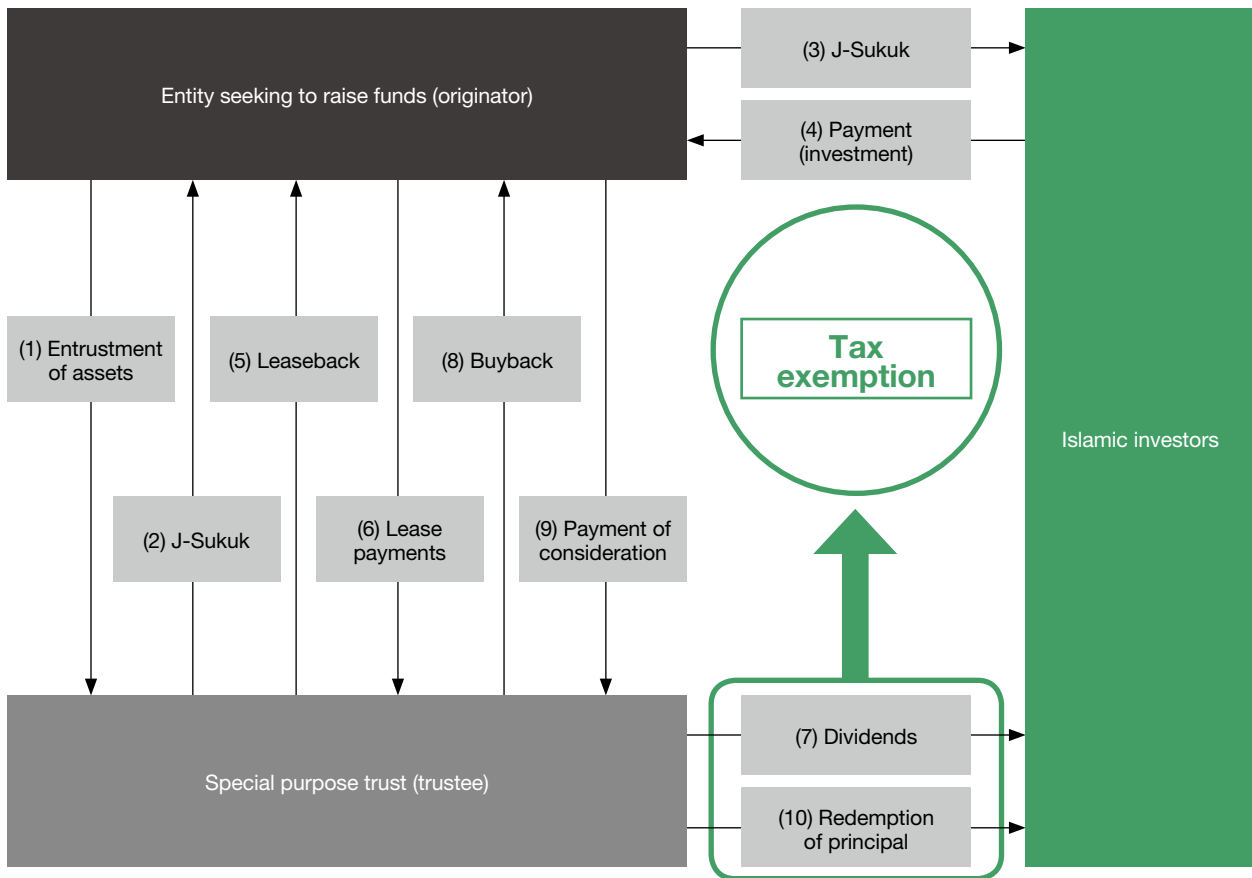 Entity seeking to raise funds (originator)
(3) J-Sukuk
(4) Payment
(investment)
(1) Entrustment
of assets
(5) Leaseback
(8) Buyback
(2) J-Sukuk
(6) Lease
payments
(9) Payment of
consideration
Tax
exemption
Islamic investors
Special purpose trust (trustee)
(7) Dividends
(10) Redemption
of principal